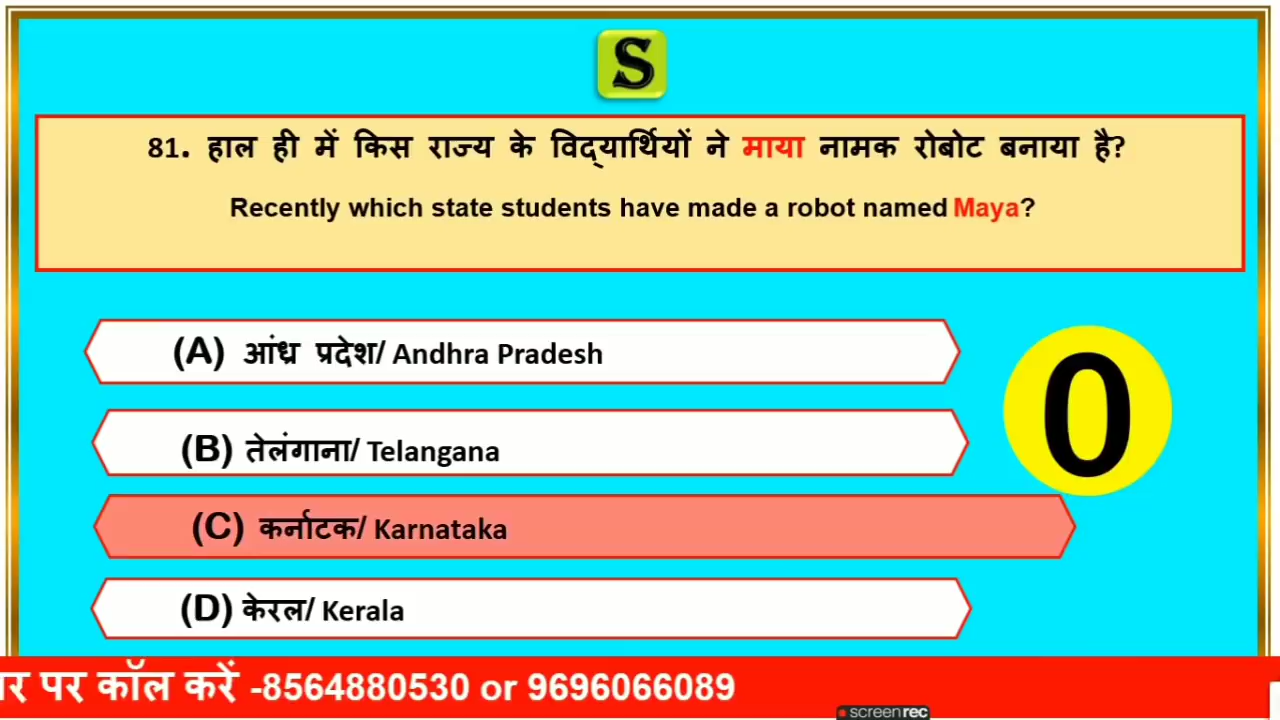 S
81. हाल ही में किस राज्य के विद्यार्थियों ने माया नामक रोबोट बनाया है?
Recently which state students have made a robot named Maya?
(A) आंध्र प्रदेश/ Andhra Pradesh
0
(B) तेलंगाना/ Telangana
(C) कर्नाटक/ Karnataka
(D) केरल/ Kerala
पर कॉल करें -8564880530 or 9696066089
screenrec